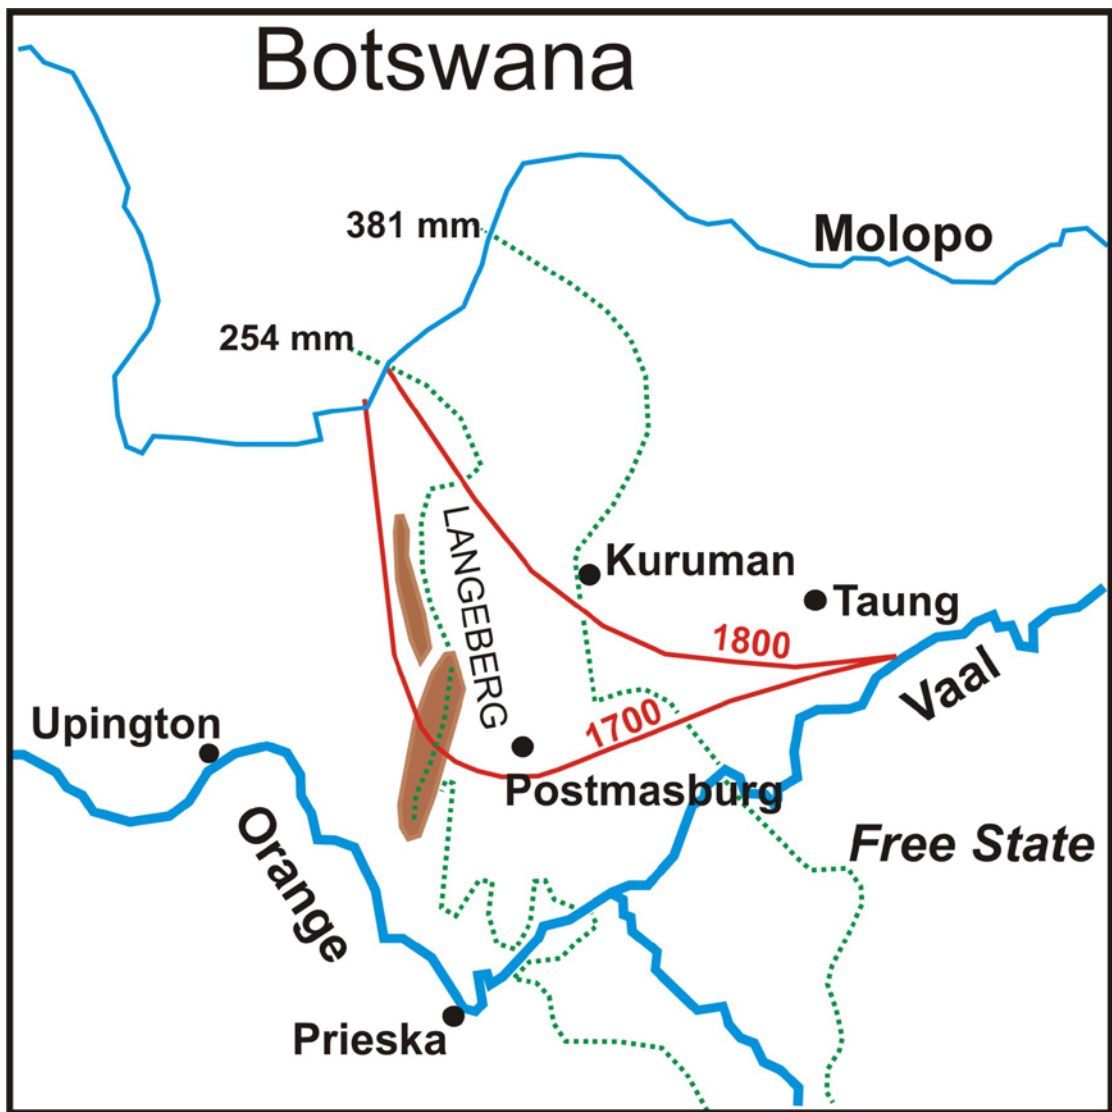 Botswana
381 mm
Molopo
254 mm
LANGEBERG
Kuruman
Taung
1800
Vaal
1700
Upington
Postmasburg
Orange
Free State
Prieska